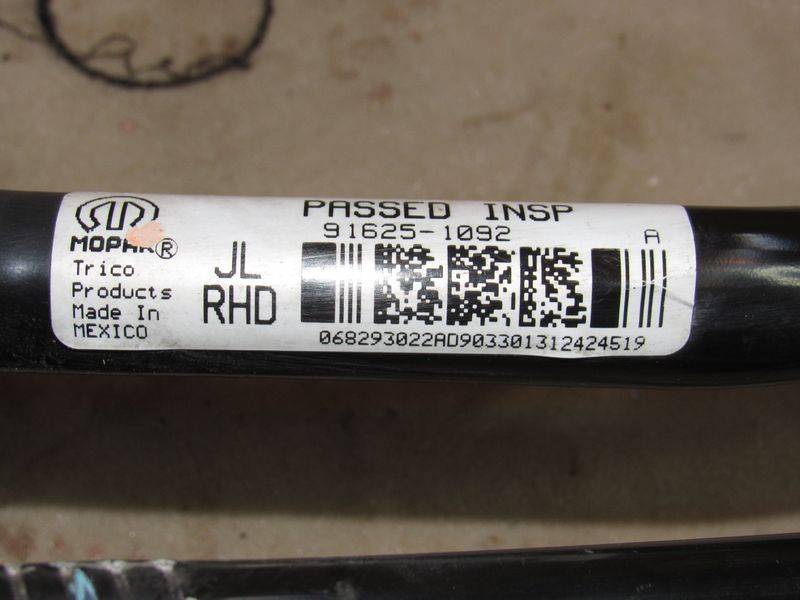 PASSED INSP
91625-1092
A
MOPAR®
Trico
Products
Made In
MEXICO
JL
RHD
068293022AD903301312424519